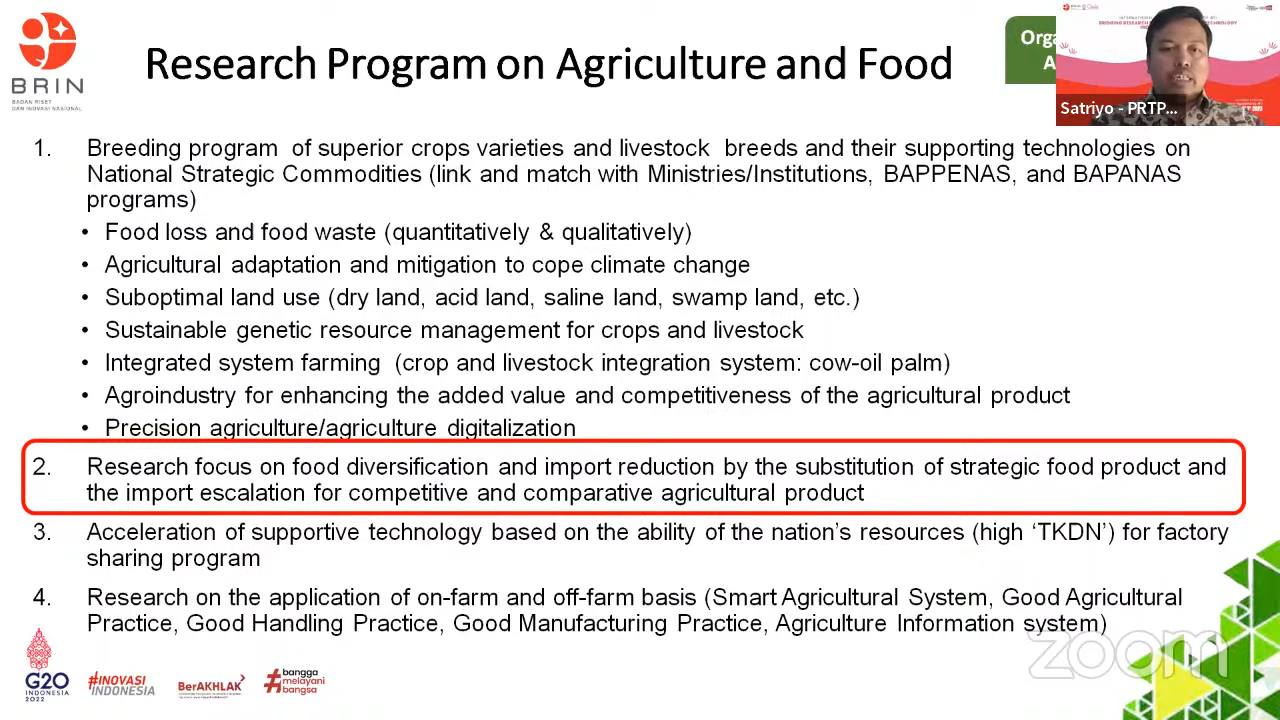 BRIN
BADAN RISET
DAN INOVASI NASIONAL
Research Program on Agriculture and Food
Orga
A
Satriyo - PRTP...
1. Breeding program of superior crops varieties and livestock breeds and their supporting technologies on
National Strategic Commodities (link and match with Ministries/Institutions, BAPPENAS, and BAPANAS
programs)
• Food loss and food waste (quantitatively & qualitatively)
• Agricultural adaptation and mitigation to cope climate change
• Suboptimal land use (dry land, acid land, saline land, swamp land, etc.)
• Sustainable genetic resource management for crops and livestock
• Integrated system farming (crop and livestock integration system: cow-oil palm)
• Agroindustry for enhancing the added value and competitiveness of the agricultural product
• Precision agriculture/agriculture digitalization
2. Research focus on food diversification and import reduction by the substitution of strategic food product and
the import escalation for competitive and comparative agricultural product
3. Acceleration of supportive technology based on the ability of the nation’s resources (high ‘TKDN’) for factory
sharing program
4. Research on the application of on-farm and off-farm basis (Smart Agricultural System, Good Agricultural
Practice, Good Handling Practice, Good Manufacturing Practice, Agriculture Information system)
zoom
G20
INDONESIA
2022
#INOVASI
INDONESIA
BerAKHLAK
#bangga
melayani
bangsa